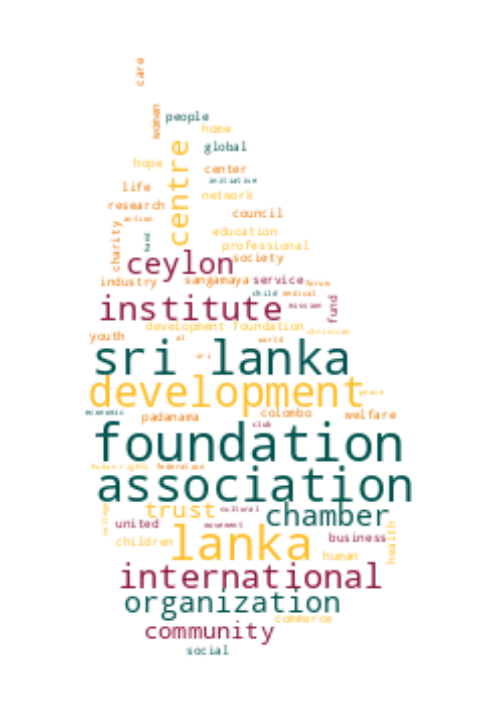 care
women
people
home
centre
global
hope
center
initiative
life
network
research
council
action
charity
hand
education
professional
ceylon
society
industry
sangamaya
service
forum
child
medical
institute
mission
fund
development foundation
christian
youth
al
world
sri lanka
sri
development
peace
economic
padanama
colombo
welfare
club
foundation
human rights
federation
association
college
trust
cultural
chamber
united
movement
health
lanka
business
children
human
international
organization
commerce
community
social